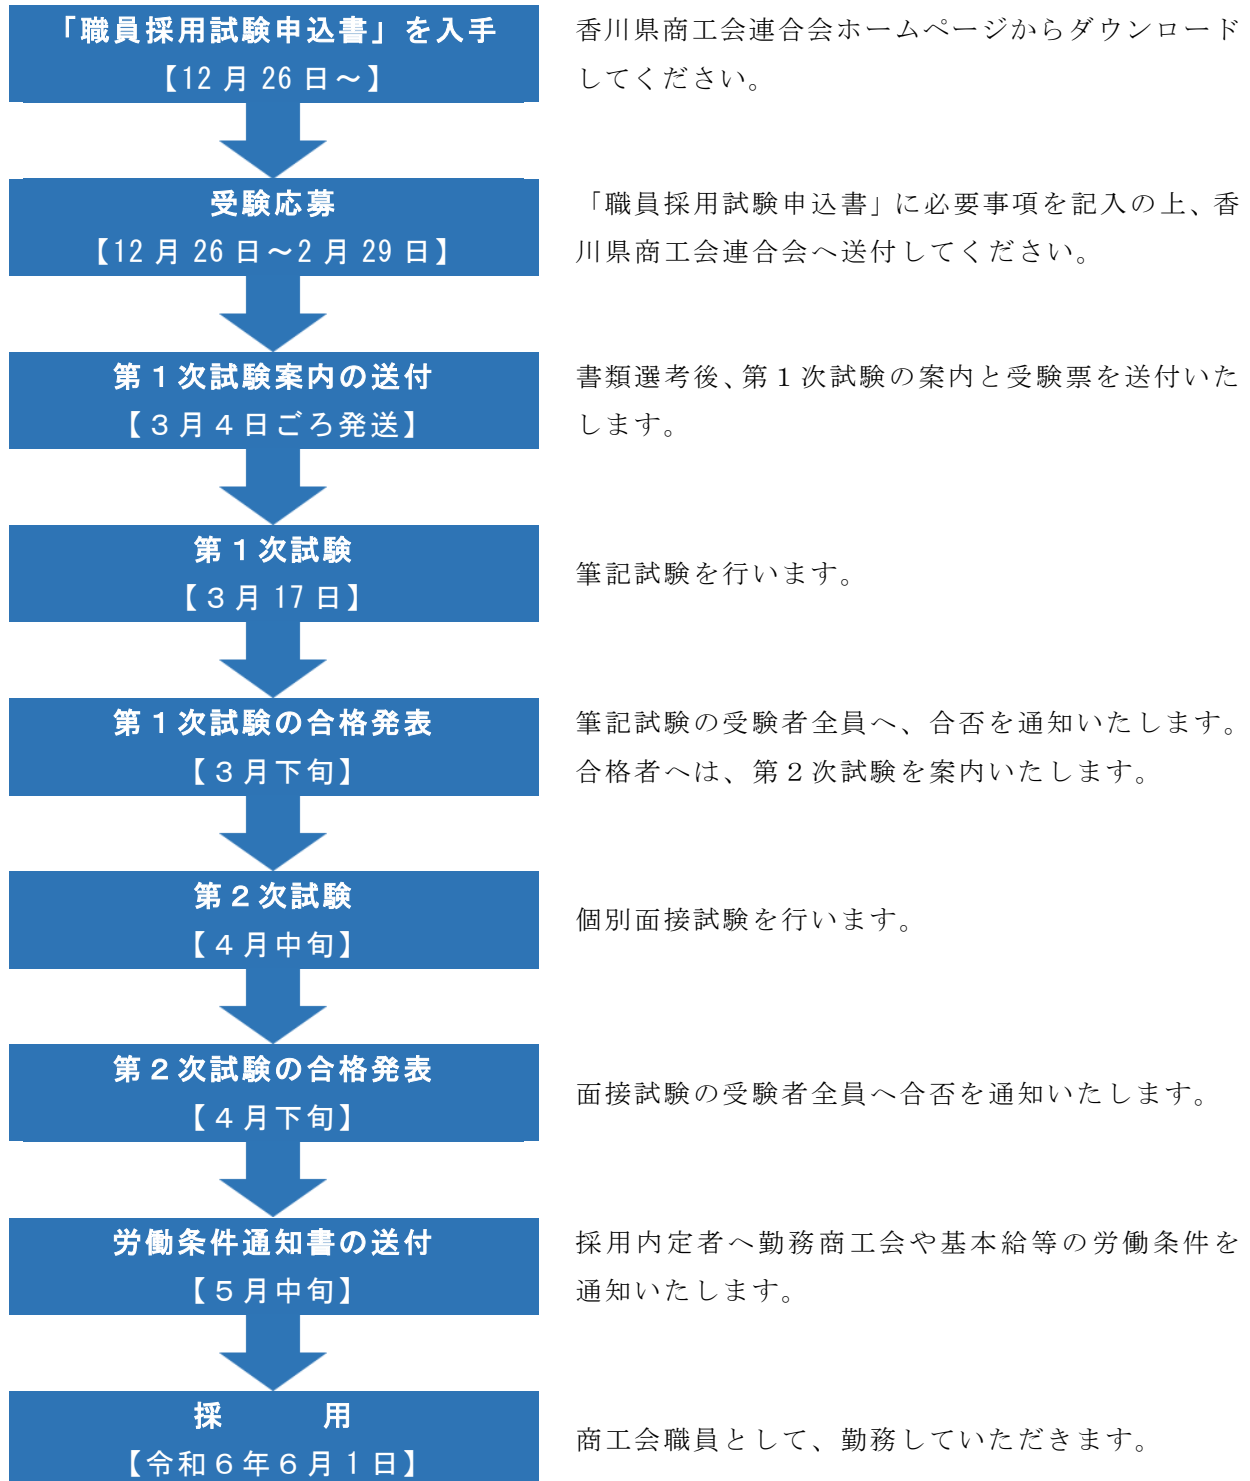 「職員採用試験申込書」を入手
【12月26日～】
香川県商工会連合会ホームページからダウンロード
してください。
受験応募
【12月26日～2月29日】
「職員採用試験申込書」に必要事項を記入の上、香
川県商工会連合会へ送付してください。
第１次試験案内の送付
【３月４日ごろ発送】
書類選考後、第１次試験の案内と受験票を送付いた
します。
第１次試験
【３月17日】
筆記試験を行います。
第１次試験の合格発表
【３月下旬】
筆記試験の受験者全員へ、合否を通知いたします。
合格者へは、第２次試験を案内いたします。
第２次試験
【４月中旬】
個別面接試験を行います。
第２次試験の合格発表
【４月下旬】
面接試験の受験者全員へ合否を通知いたします。
労働条件通知書の送付
【５月中旬】
採用内定者へ勤務商工会や基本給等の労働条件を
通知いたします。
採　　　用
【令和６年６月１日】
商工会職員として、勤務していただきます。